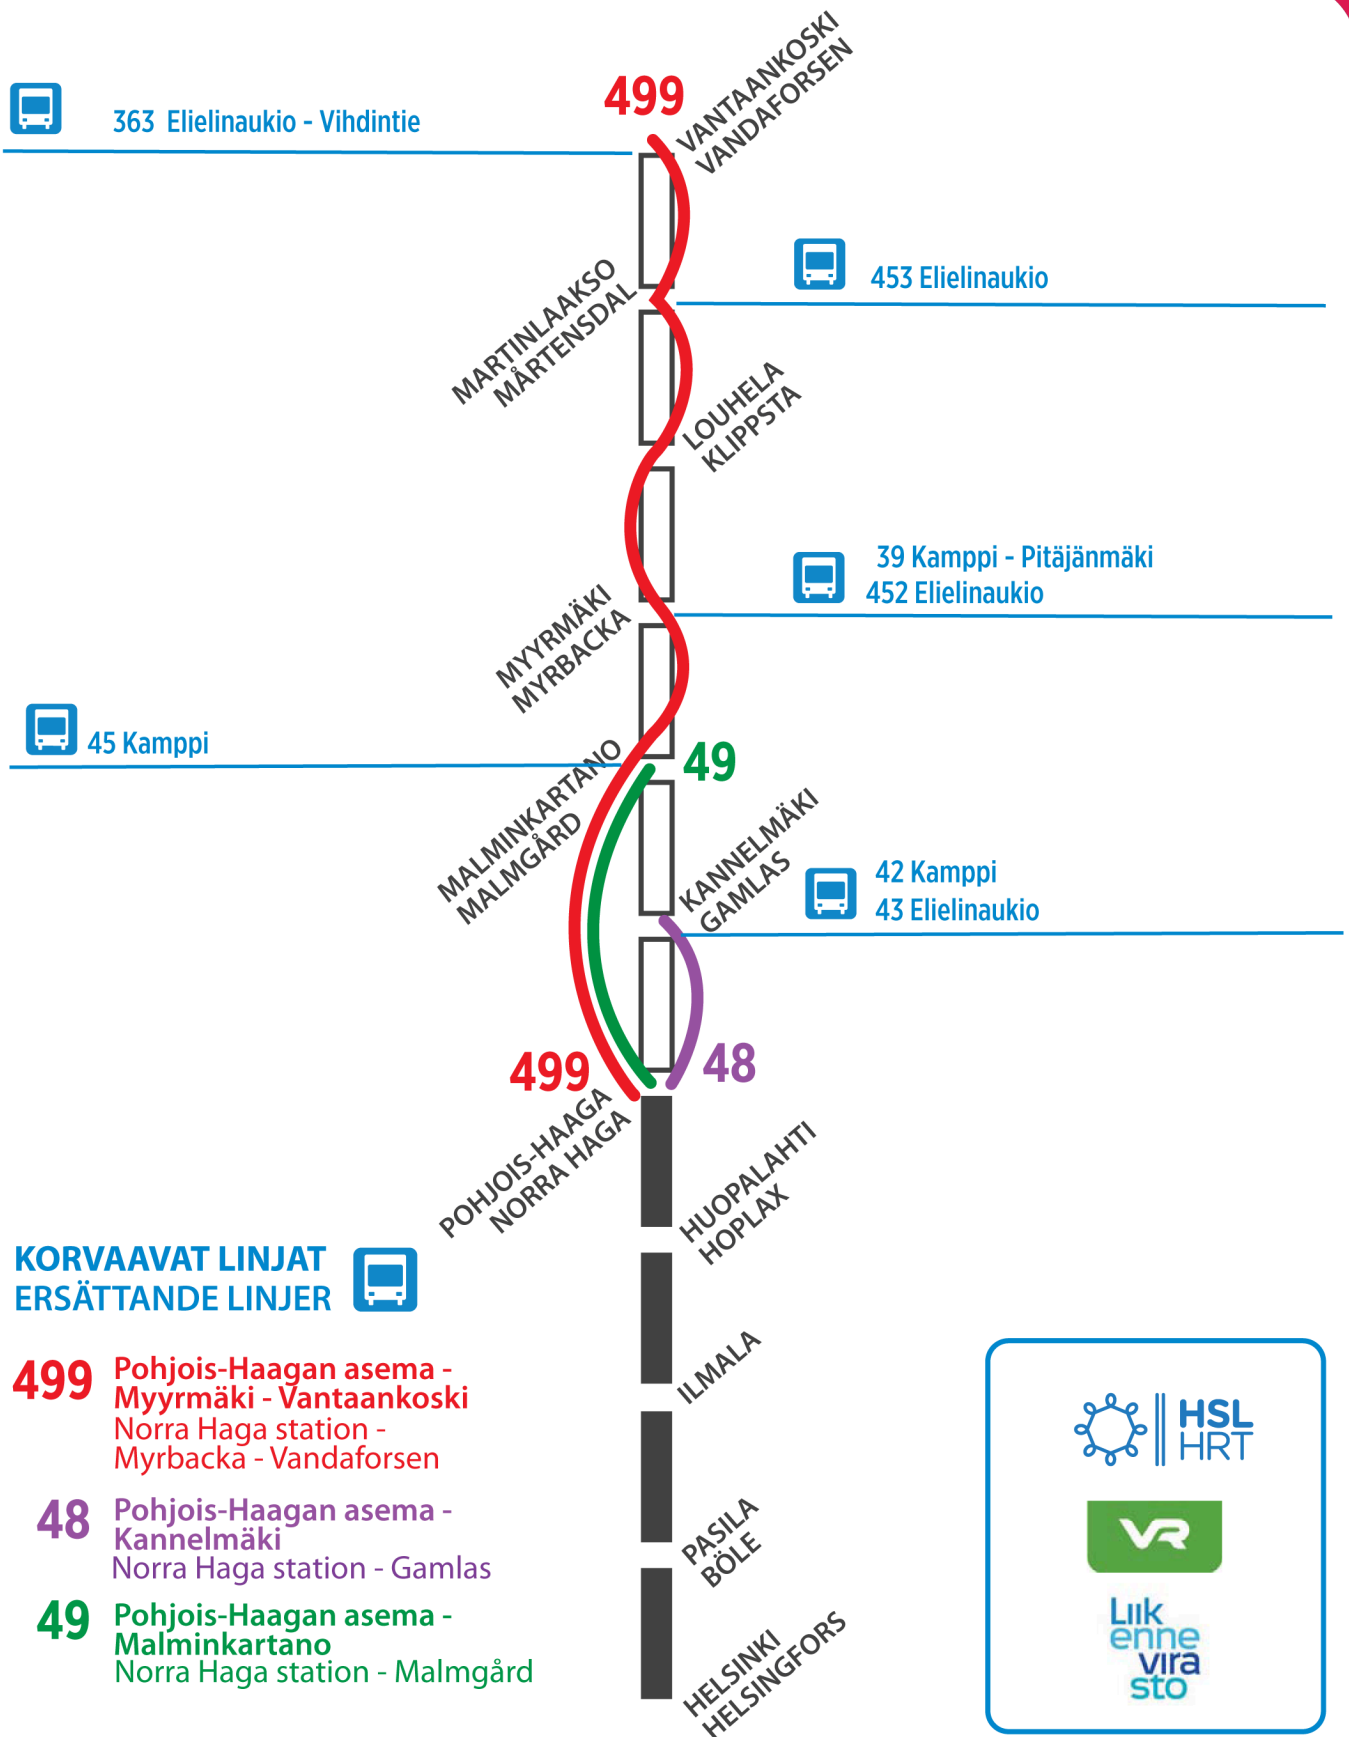 499
VANTAANKOSKI
VANDAFORSEN
363 Elielinaukio - Vihdintie
453 Elielinaukio
MARTINLAAKSO
MÅRTENSDAL
LOUHELA
KLIPPSTA
39 Kamppi - Pitäjänmäki
452 Elielinaukio
MYYRMÄKI
MYRBACKA
45 Kamppi
49
MALMINKARTANO
MALMGÅRD
KANNELMÄKI
GAMLAS
42 Kamppi
43 Elielinaukio
499
48
POHJOIS-HAAGA
NORRA HAGA
HUOPALAHTI
HOPLAX
KORVAAVAT LINJAT
ERSÄTTANDE LINJER
ILMALA
499 Pohjois-Haagan asema -
Myyrmäki - Vantaankoski
Norra Haga station -
Myrbacka - Vandaforsen
48 Pohjois-Haagan asema -
Kannelmäki
Norra Haga station - Gamlas
49 Pohjois-Haagan asema -
Malminkartano
Norra Haga station - Malmgård
PASILA
BÖLE
HELSINKI
HELSINGFORS
HSL
HRT
VR
Liik
enne
vira
sto